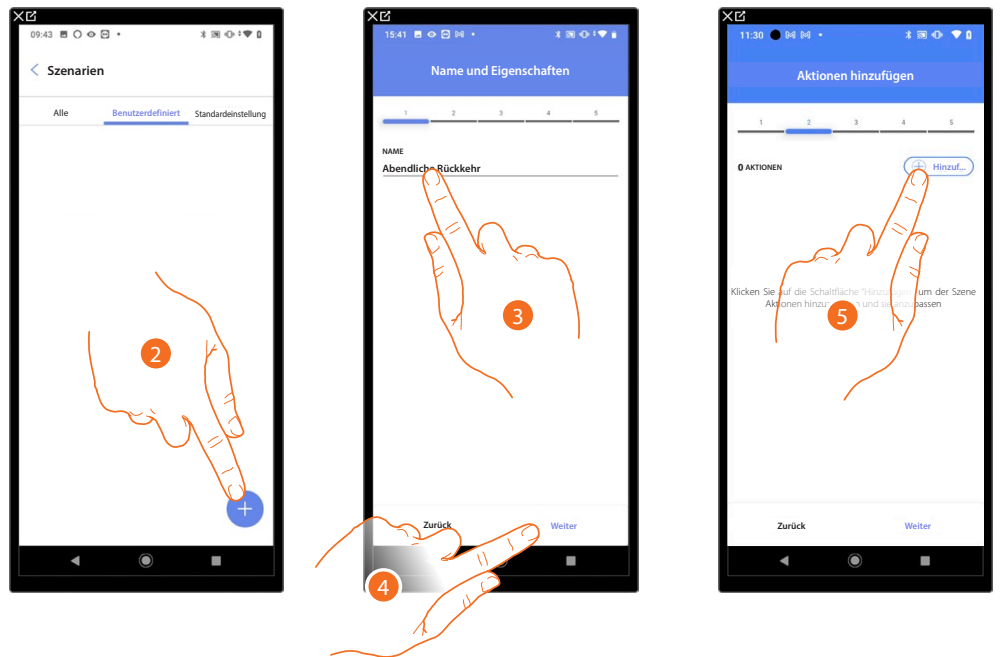 09:43
Szenarien
Alle Benutzerdefiniert Standardeinstellung
2
15:41
Name und Eigenschaften
1 2 3 4 5
NAME
Abendliche Rückkehr
3
Zurück Weiter
4
11:30
Aktionen hinzufügen
1 2 3 4 5
0 AKTIONEN Hinzuf...
Klicken Sie auf die Schaltfläche "Hinzufügen" um der Szene
Aktionen und sie anzupassen
5
Zurück Weiter